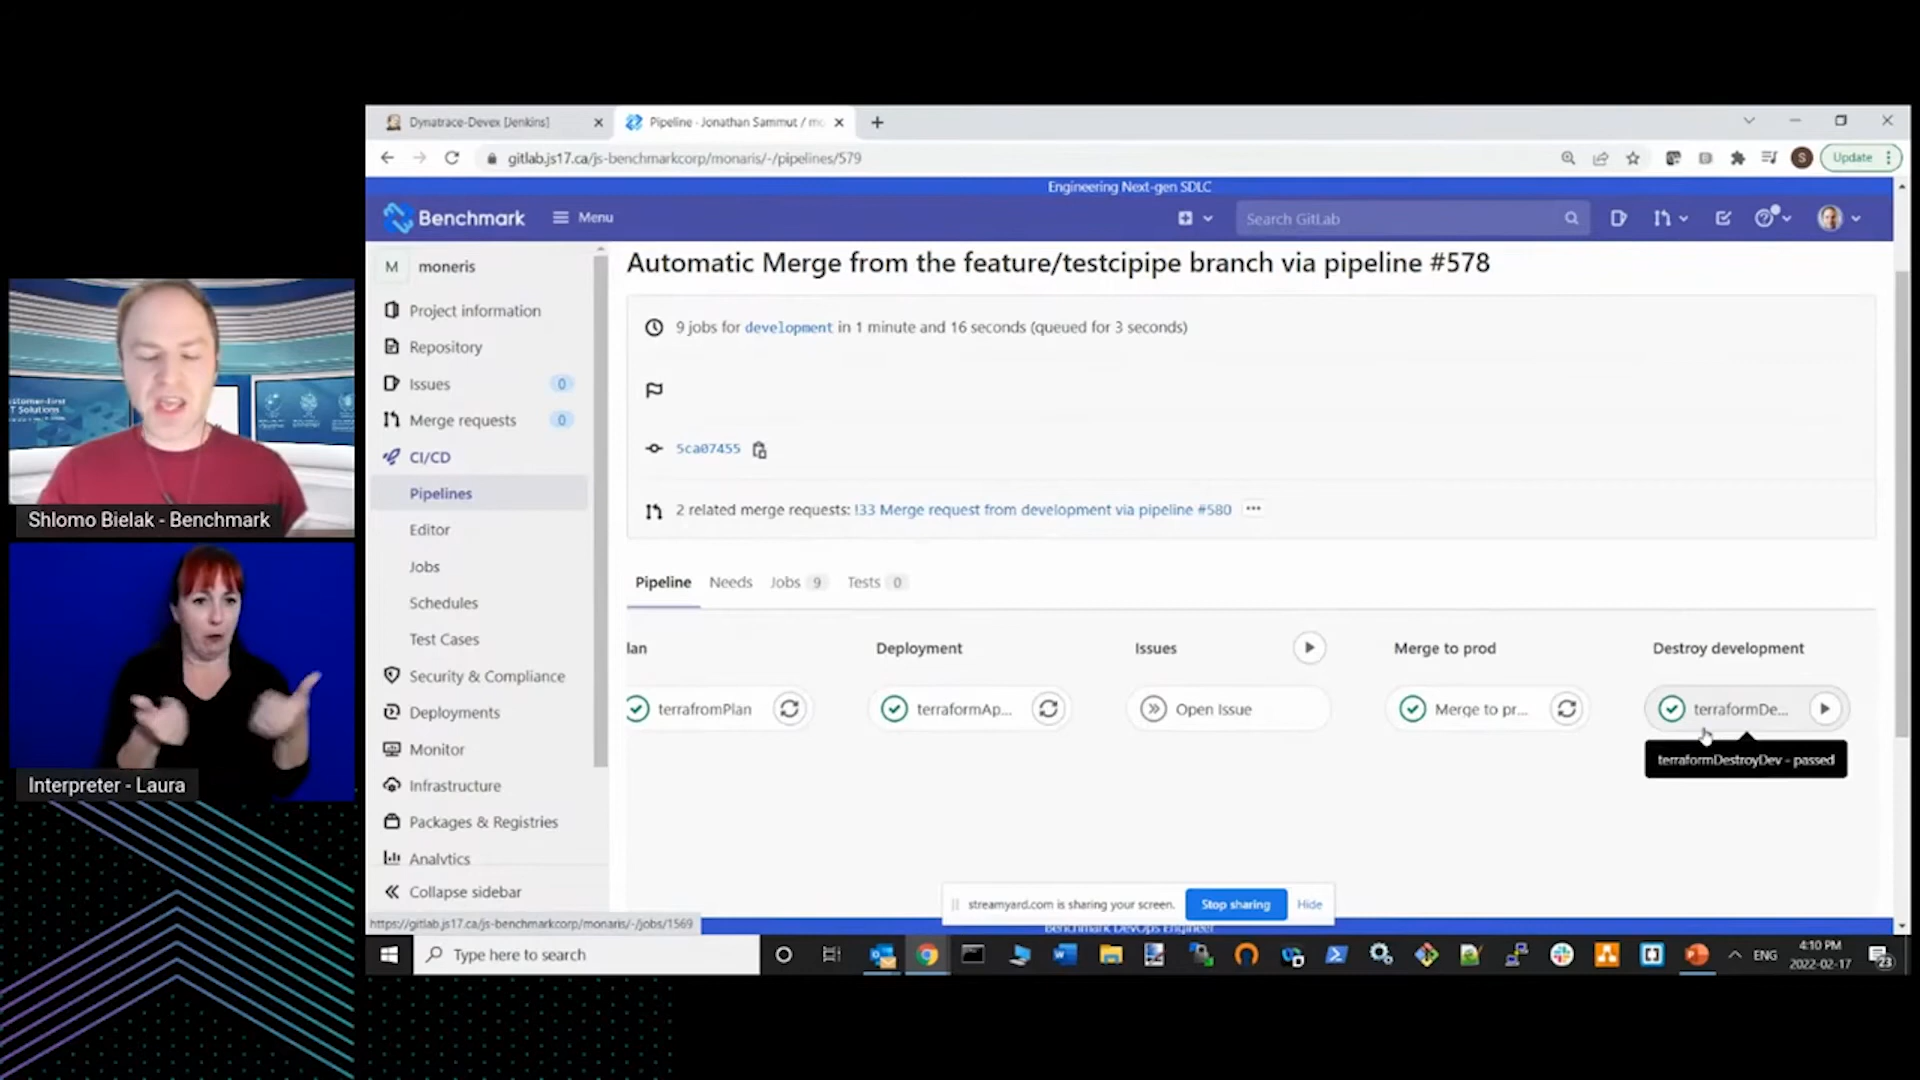 Dynatrace-Devex [Jenkins]
Pipeline - Jonathan Sammut / mo
gitlab.js17.ca/js-benchmarkcorp/monaris/-/pipelines/579
S
Update
Engineering Next-gen SDLC
Benchmark
Menu
Search GitLab
M
moneris
Project information
Repository
Issues 0
Merge requests 0
CI/CD
Pipelines
Editor
Jobs
Schedules
Test Cases
Security & Compliance
Deployments
Monitor
Infrastructure
Packages & Registries
Analytics
Collapse sidebar
https://gitlab.js17.ca/js-benchmarkcorp/monaris/-/jobs/1569
Automatic Merge from the feature/testcipipe branch via pipeline #578
9 jobs for development in 1 minute and 16 seconds (queued for 3 seconds)
5ca07455
2 related merge requests: !33 Merge request from development via pipeline #580
Pipeline Needs Jobs 9 Tests 0
lan Deployment Issues Merge to prod Destroy development
terrafromPlan terraformAp... Open Issue Merge to pr... terraformDe...
terraformDestroyDev - passed
streamyard.com is sharing your screen. Stop sharing Hide
Benchmark DevOps Engineer
Type here to search
ENG
4:10 PM
2022-02-17
23
Solutions
Shlomo Bielak - Benchmark
Interpreter - Laura